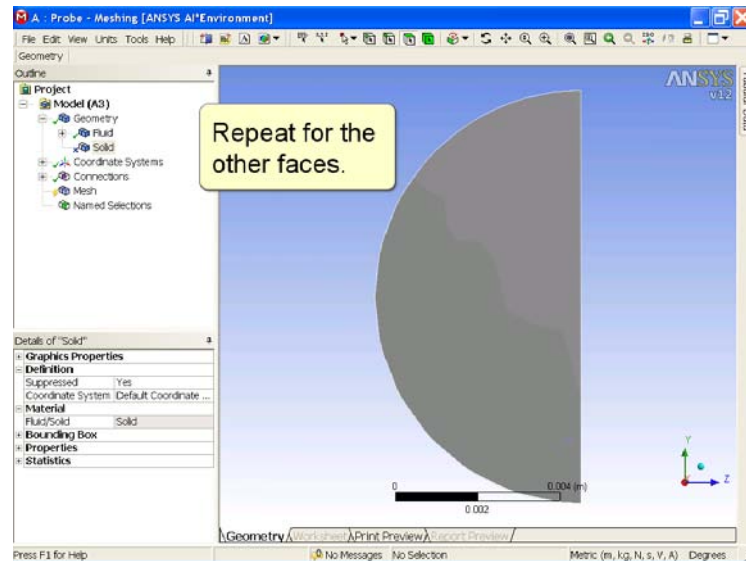 A : Probe - Meshing [ANSYS AI*Environment]
File Edit View Units Tools Help
Geometry
Outline
Project
Model (A3)
Geometry
Fluid
Solid
Coordinate Systems
Connections
Mesh
Named Selections
Repeat for the
other faces.
ANSYS
v12
Details of "Solid"
Graphics Properties
Definition
Suppressed Yes
Coordinate System Default Coordinate ...
Material
Fluid/Solid Solid
Bounding Box
Properties
Statistics
0 0.004 (m)
0.002
Y
Z
Geometry Worksheet Print Preview Report Preview
Press F1 for Help No Messages No Selection Metric (m, kg, N, s, V, A) Degrees